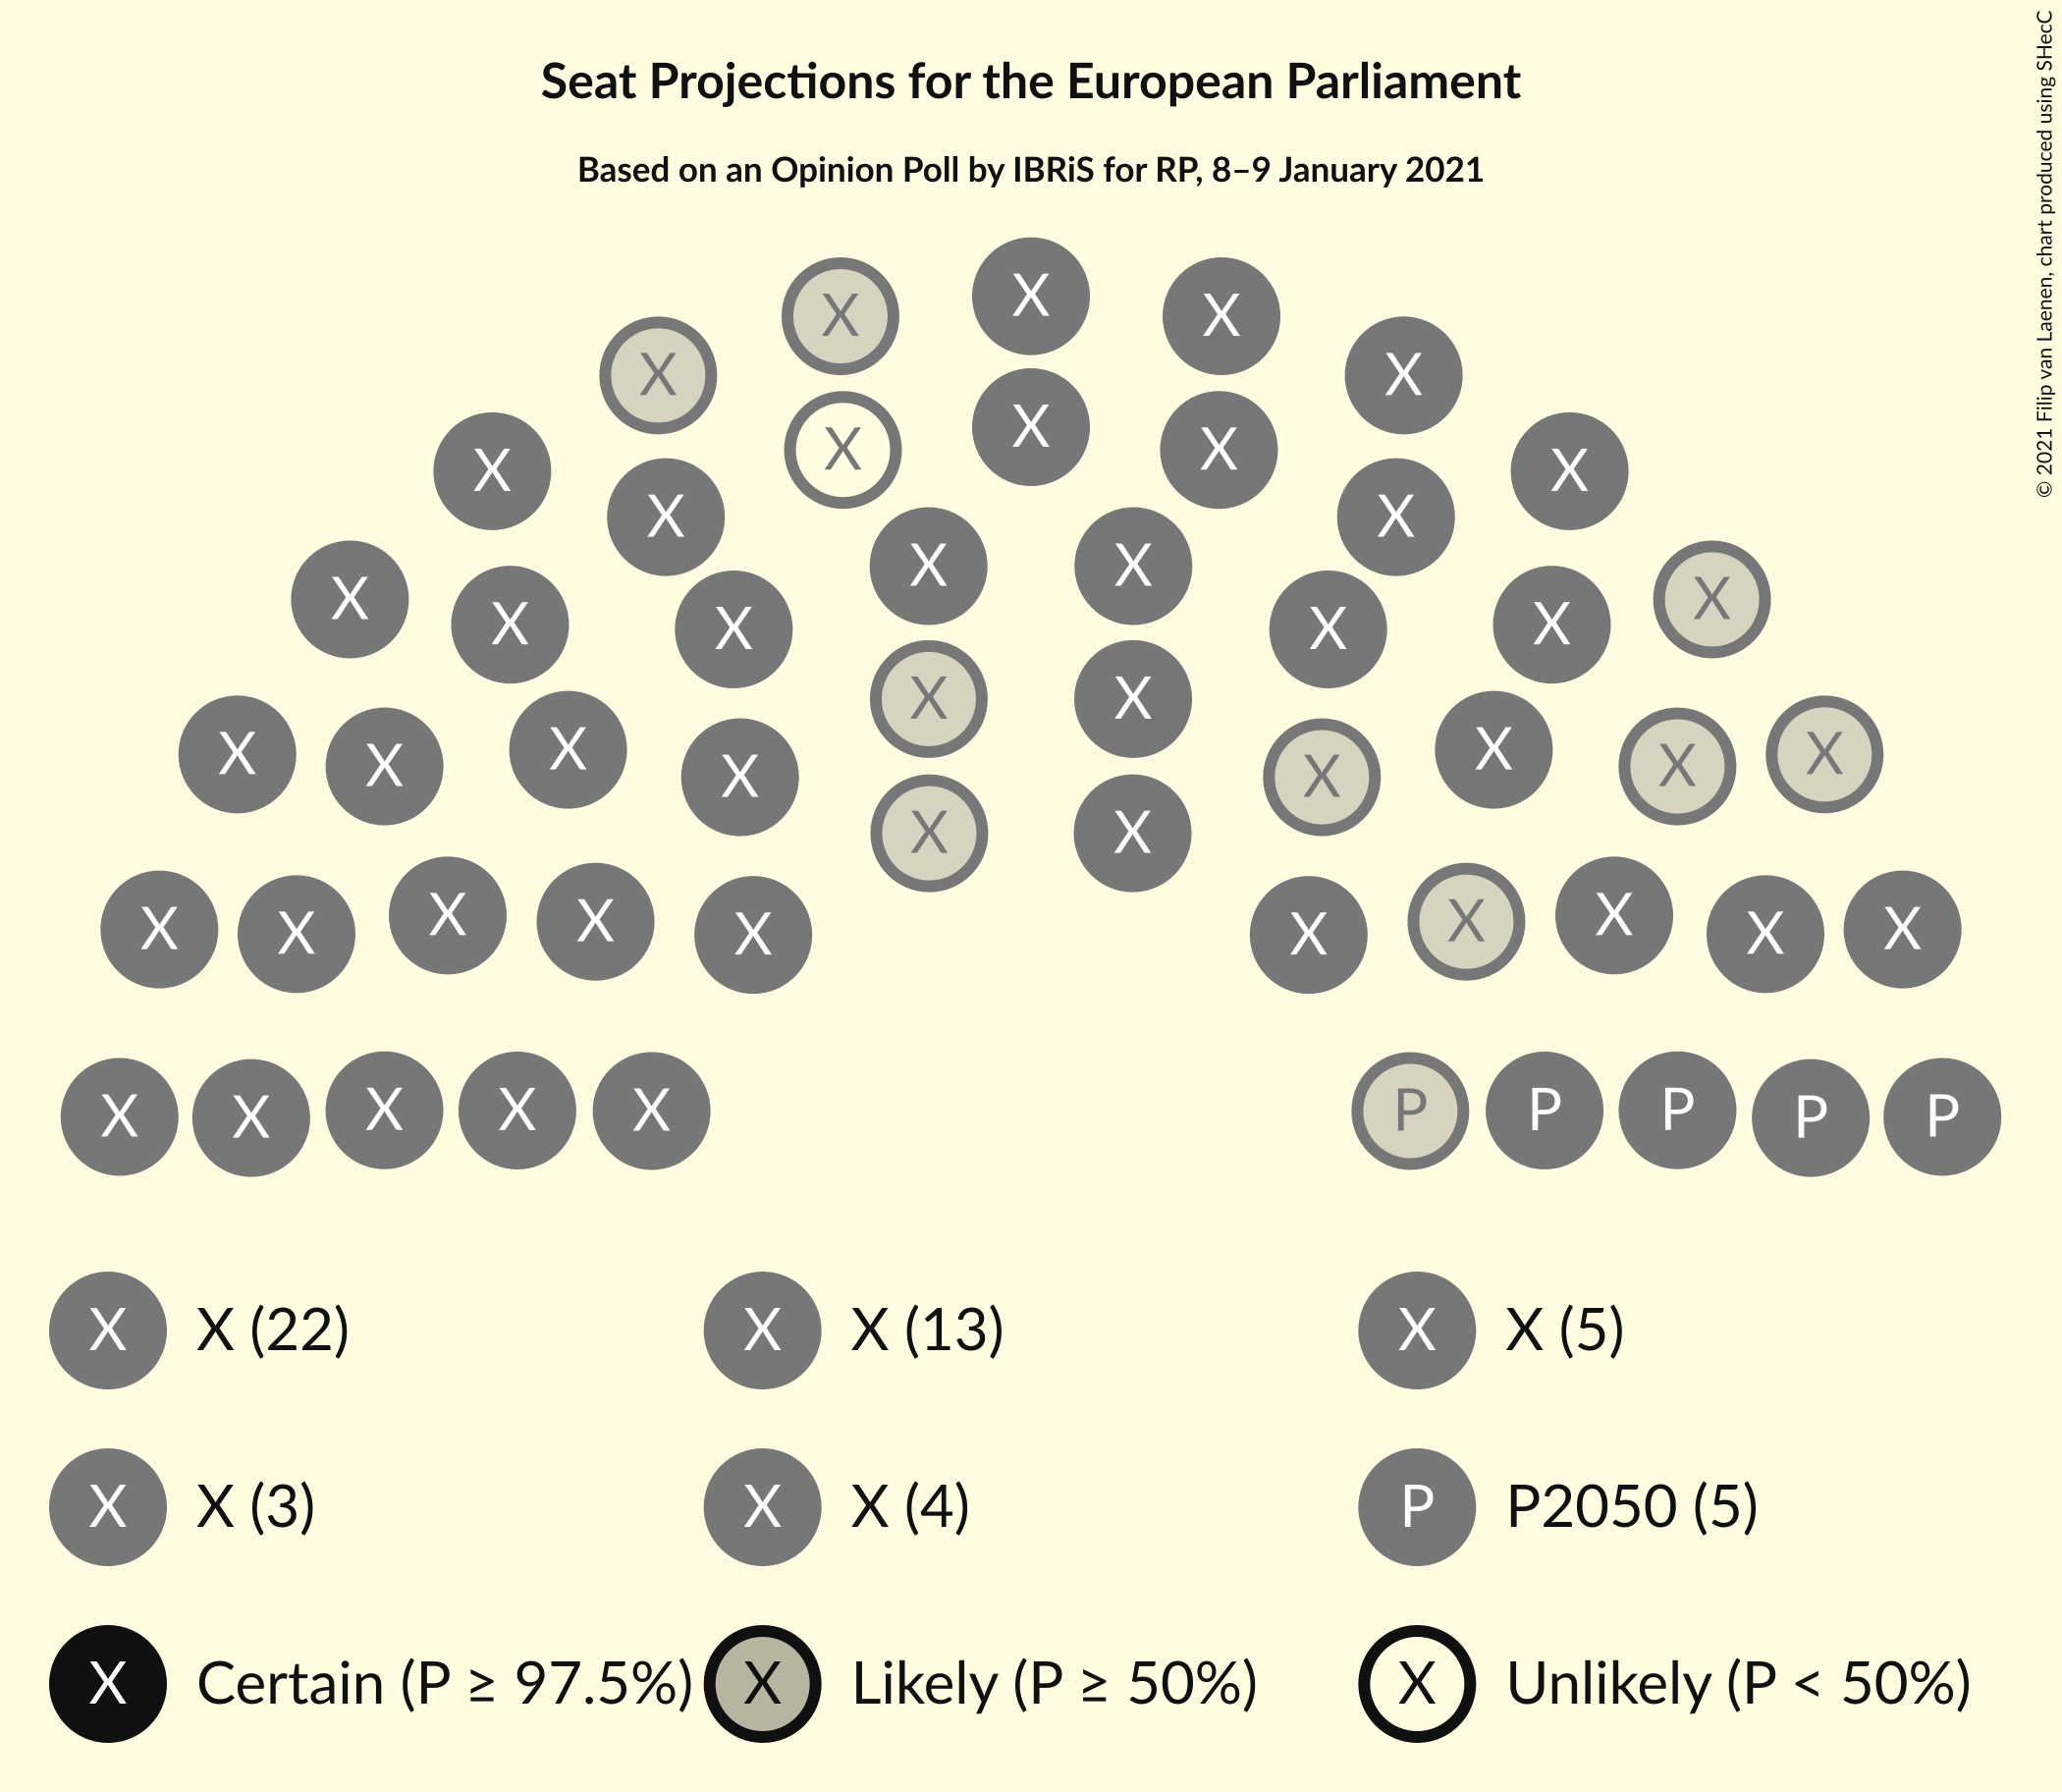 Seat Projections for the European Parliament
Based on an Opinion Poll by IBRiS for RP, 8–9 January 2021
© 2021 Filip van Laenen, chart produced using SHecC
X X X
X X
X X X
X X
X X
X X
X X X X X X
X X
X X X X X X X X
X X
X X X X X X X X X X
X X X X X P P P P P
X X (22) X X (13) X X (5)
X X (3) X X (4) P P2050 (5)
X Certain (P ≥ 97.5%) X Likely (P ≥ 50%) X Unlikely (P < 50%)